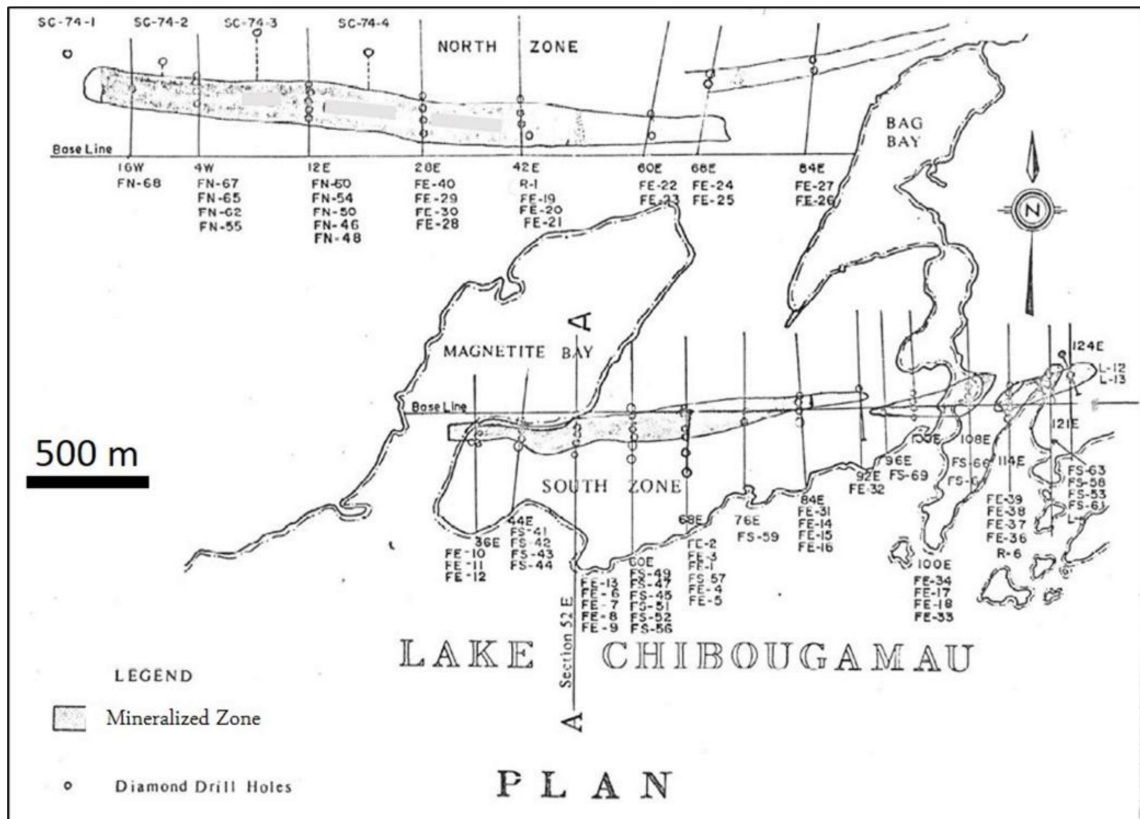 SC-74-1 SC-74-2 SC-74-3 SC-74-4
NORTH ZONE
BAG
BAY
Base Line
16W 4W 12E 28E 42E 60E 68E 84E
FN-68 FN-67 FN-60 FE-40 R-1 FE-22 FE-24 FE-27
FN-65 FN-54 FE-29 FE-19 FE-23 FE-25 FE-26
FN-62 FN-50 FE-30 FE-20
FN-55 FN-46 FE-28 FE-21
FN-48
N
A
MAGNETITE BAY
124E
L-12
L-13
Base Line
500 m
SOUTH ZONE
100E 108E 121E
96E FS-66 114E
FS-69
92E
FE-32
FS-63
FS-58
FS-53
FS-61
36E
FE-10
FE-11
FE-12
44E
FS-41
FS-42
FS-43
FS-44
FE-13
FE-6
FE-7
FE-8
FE-9
60E
FS-49
FS-47
FS-45
FS-51
FS-52
FS-56
68E
FE-2
FE-3
FE-1
FS-57
FE-4
FE-5
76E
FS-59
84E
FE-31
FE-14
FE-15
FE-16
100E
FE-34
FE-17
FE-18
FE-33
FE-39
FE-38
FE-37
FE-36
R-6
Section 52E
A
LAKE CHIBOUGAMAU
LEGEND
Mineralized Zone
Diamond Drill Holes
PLAN